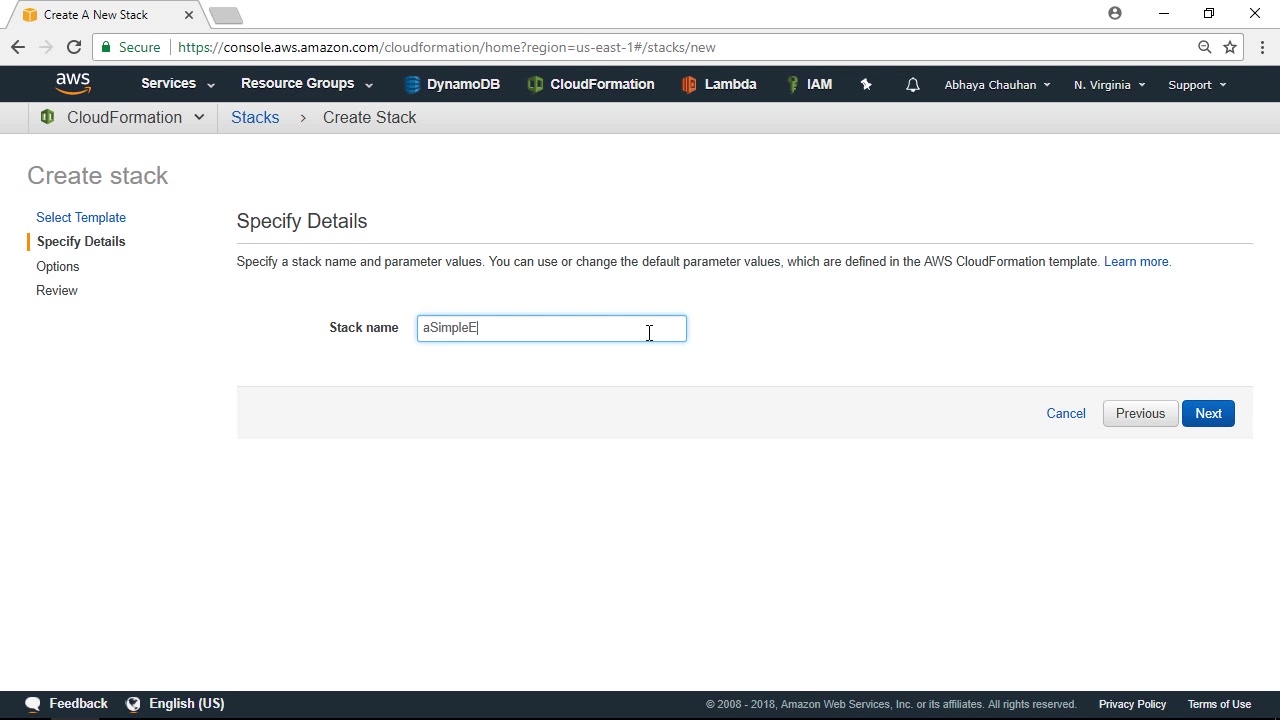 Create A New Stack
Secure https://console.aws.amazon.com/cloudformation/home?region=us-east-1#/stacks/new
aws Services Resource Groups DynamoDB CloudFormation Lambda IAM Abhaya Chauhan N. Virginia Support
CloudFormation Stacks > Create Stack
Create stack
Select Template
Specify Details
Options
Review
Specify Details
Specify a stack name and parameter values. You can use or change the default parameter values, which are defined in the AWS CloudFormation template. Learn more.
Stack name aSimpleE
Cancel Previous Next
Feedback English (US) © 2008 - 2018, Amazon Web Services, Inc. or its affiliates. All rights reserved. Privacy Policy Terms of Use